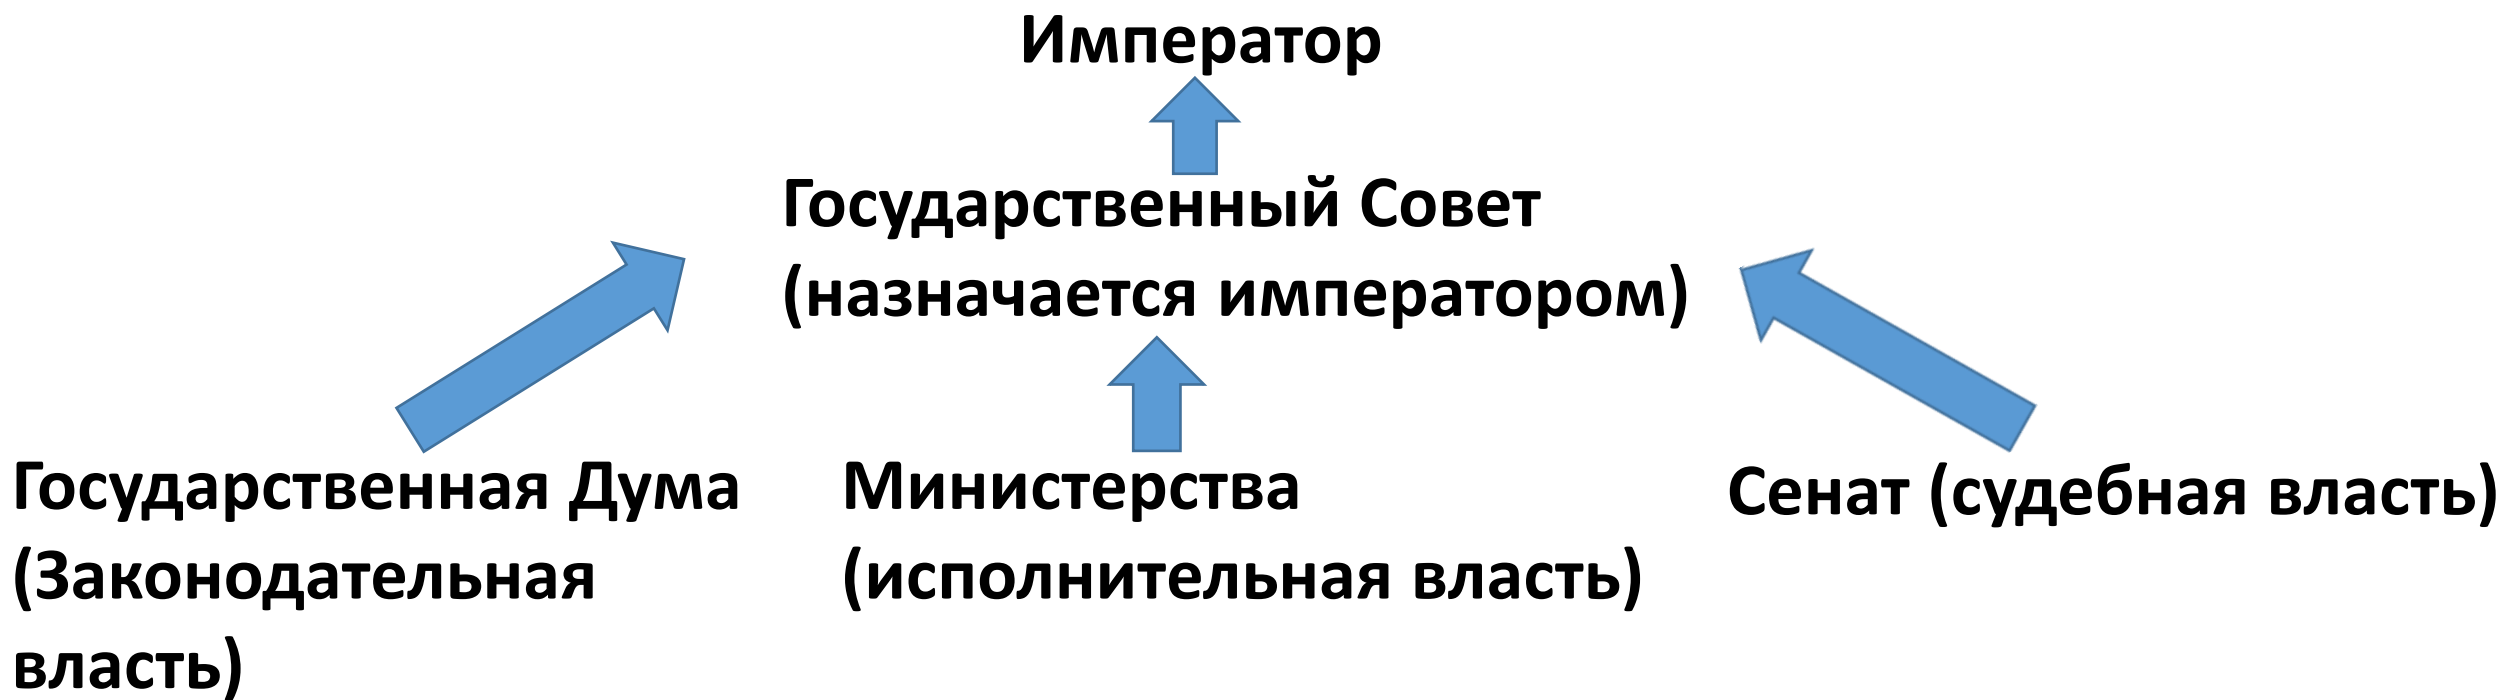 Император
Государственный Совет
(назначается императором)
Государственная Дума
(Законодательная
власть)
Министерства
(исполнительная власть)
Сенат (судебная власть)